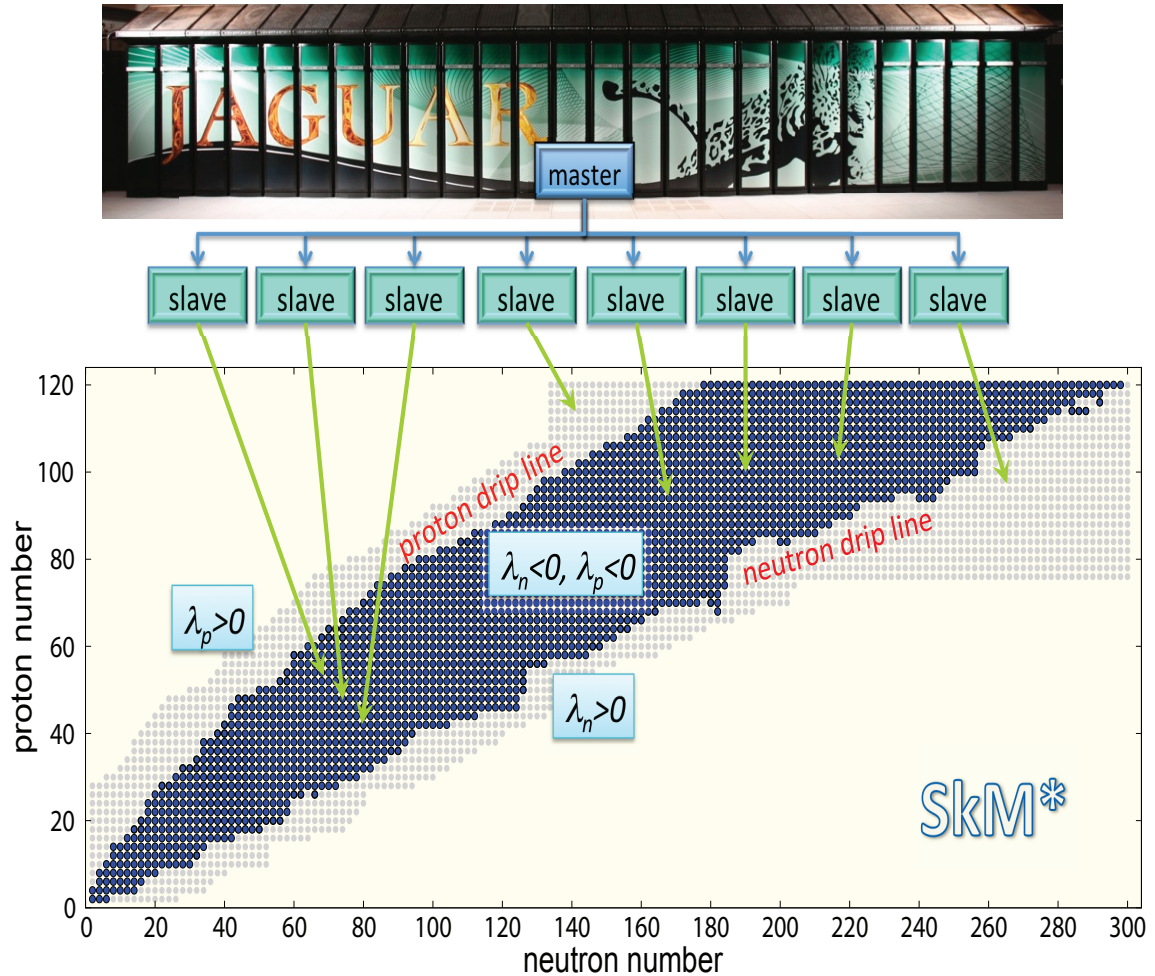 JAGUAR
master
slave slave slave slave slave slave slave slave
120
100
80
60
40
20
0
proton number
0 20 40 60 80 100 120 140 160 180 200 220 240 260 280 300
neutron number
proton drip line
neutron drip line
λn<0, λp<0
λp>0
λn>0
SkM*